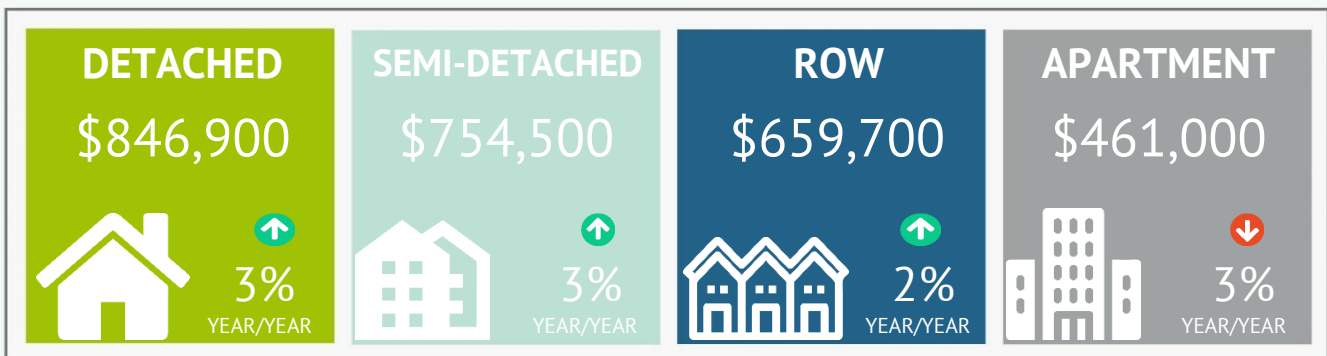 DETACHED
$846,900
3%
YEAR/YEAR
SEMI-DETACHED
$754,500
3%
YEAR/YEAR
ROW
$659,700
2%
YEAR/YEAR
APARTMENT
$461,000
3%
YEAR/YEAR